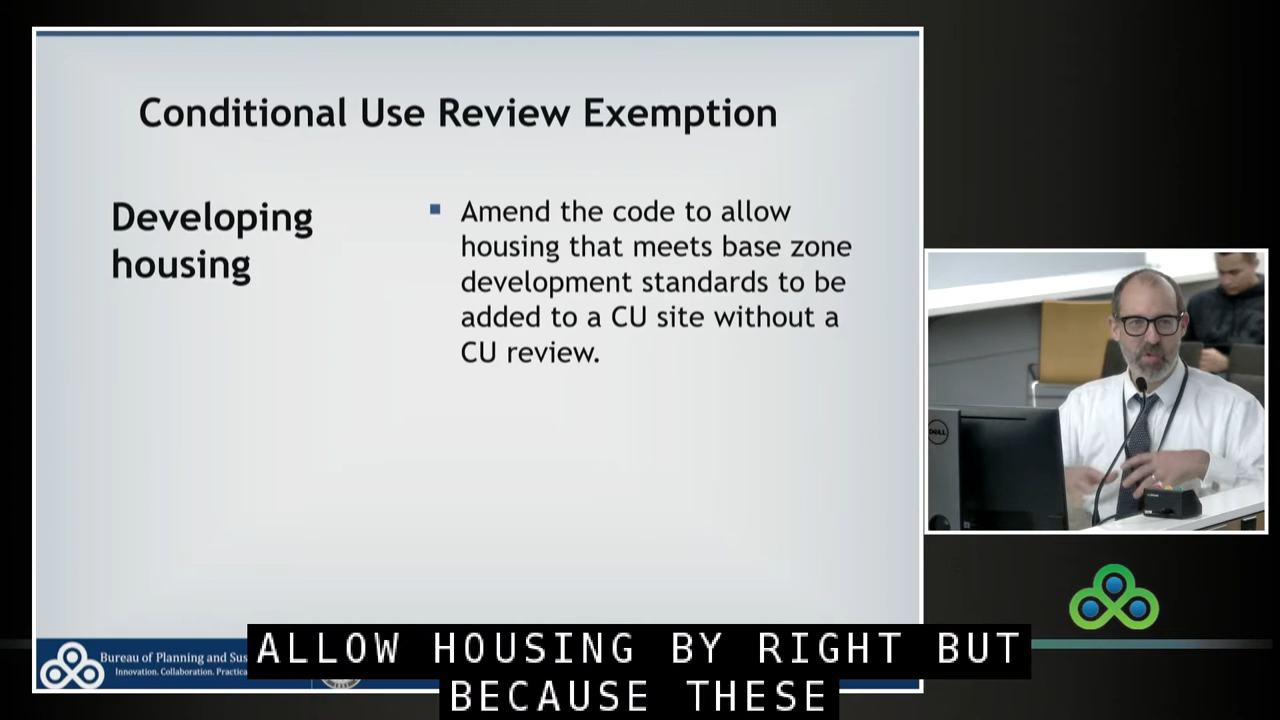 Conditional Use Review Exemption
Developing
housing
Amend the code to allow
housing that meets base zone
development standards to be
added to a CU site without a
CU review.
DELL
Bureau of Planning and Sus
Innovation. Collaboration. Practica
ALLOW HOUSING BY RIGHT BUT
BECAUSE THESE